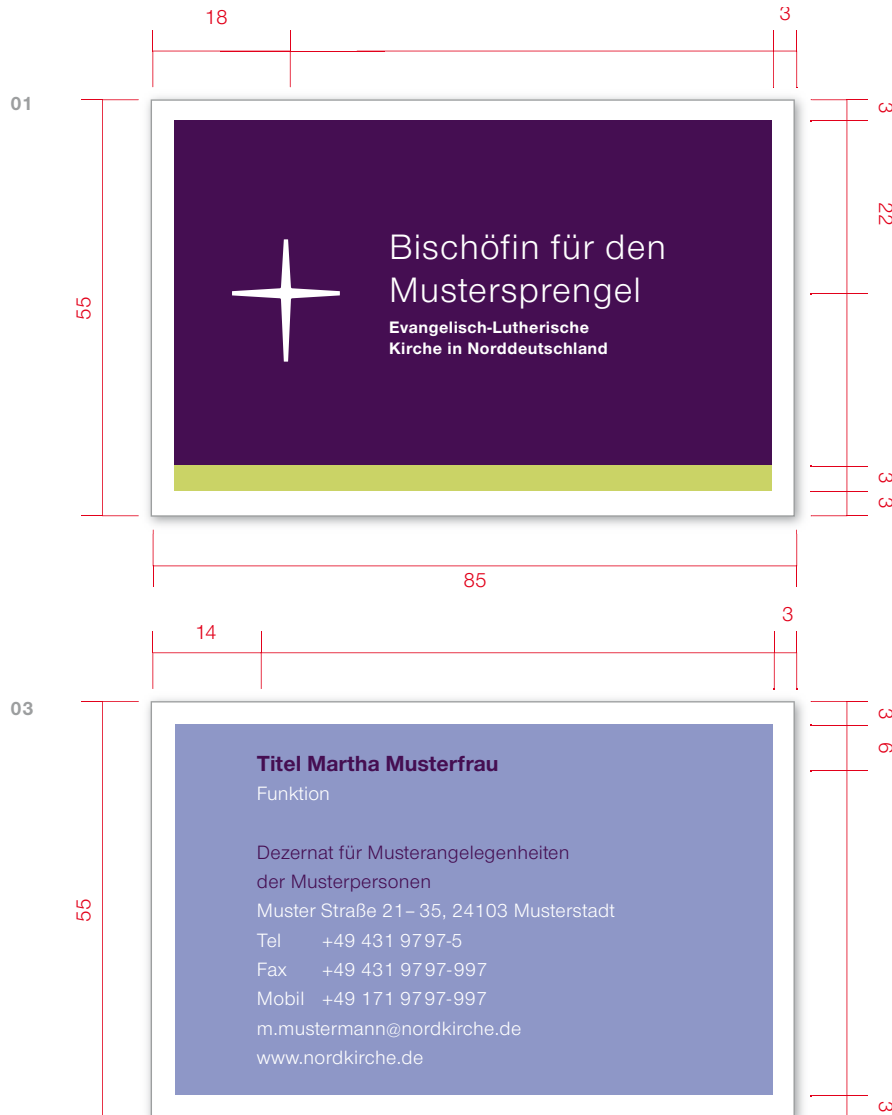 18
3
01
3
22
Bischöfin für den
Mustersprengel
Evangelisch-Lutherische
Kirche in Norddeutschland
55
3
3
85
14
3
03
3
6
Titel Martha Musterfrau
Funktion
Dezernat für Musterangelegenheiten
der Musterpersonen
Muster Straße 21–35, 24103 Musterstadt
Tel +49 431 9797-5
Fax +49 431 9797-997
Mobil +49 171 9797-997
m.mustermann@nordkirche.de
www.nordkirche.de
55
3